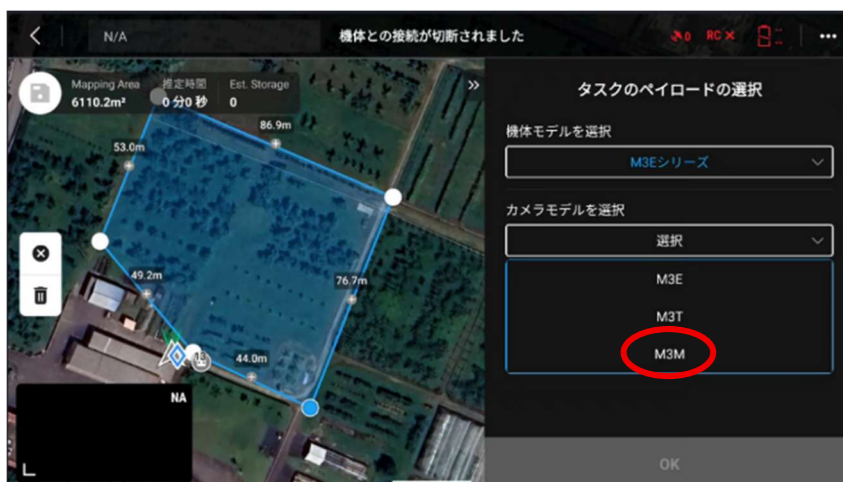 N/A
機体との接続が切断されました
0
RC
Mapping Area
6110.2m²
推定時間
0 分0 秒
Est. Storage
0
86.9m
53.0m
49.2m
76.7m
44.0m
13
NA
タスクのペイロードの選択
機体モデルを選択
M3Eシリーズ
カメラモデルを選択
選択
M3E
M3T
M3M
OK